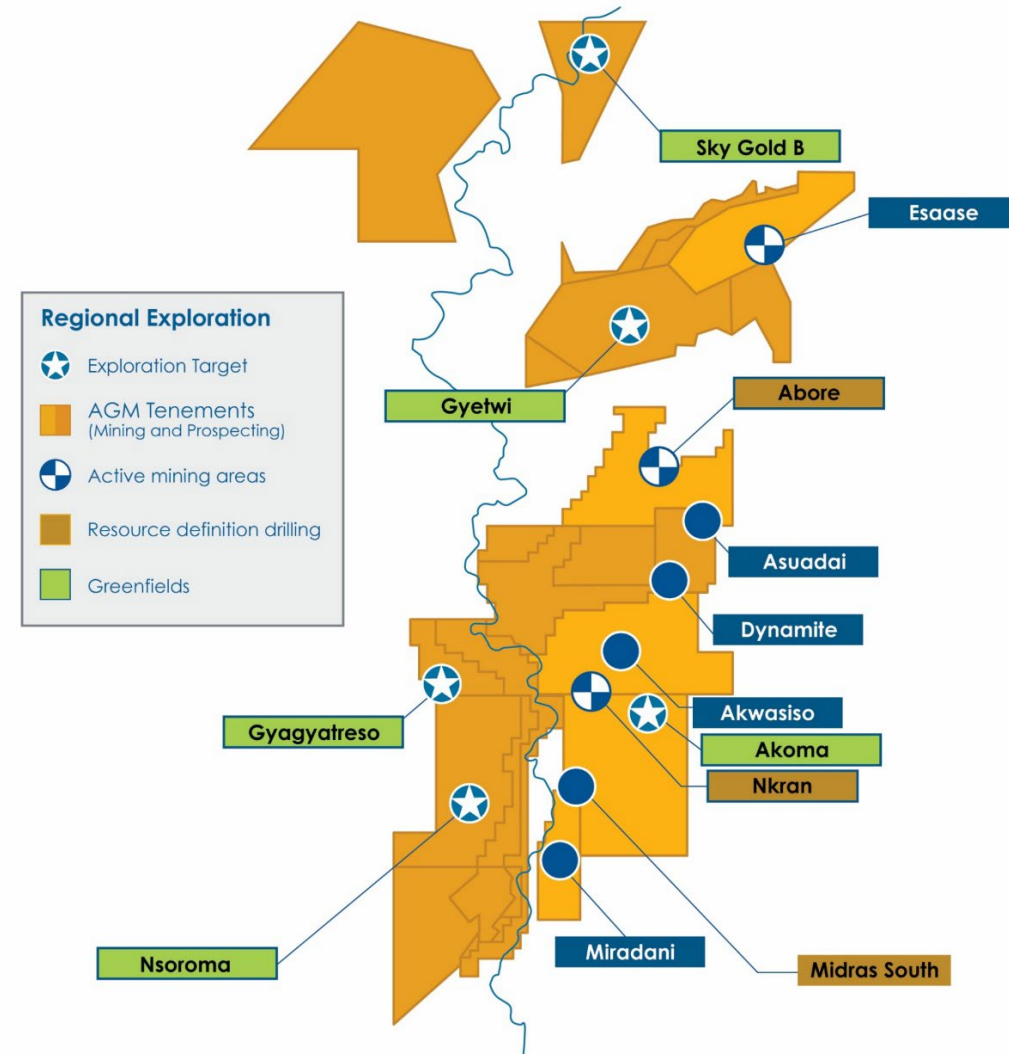 Sky Gold B
Esaase
Regional Exploration
Exploration Target
AGM Tenements
(Mining and Prospecting)
Active mining areas
Resource definition drilling
Greenfields
Gyetwi
Abore
Asuadai
Dynamite
Akwasiso
Gyagyatreso
Akoma
Nkran
Miradani
Nsoroma
Midras South